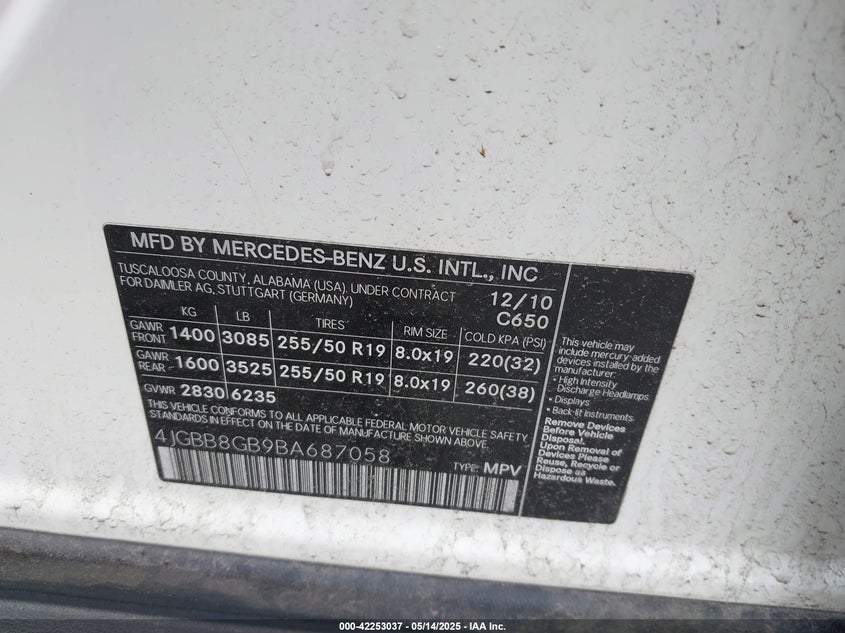 MFD BY MERCEDES-BENZ U.S. INTL., INC
TUSCALOOSA COUNTY, ALABAMA (USA). UNDER CONTRACT
FOR DAIMLER AG, STUTTGART (GERMANY)
12/10
C650
KG LB TIRES RIM SIZE COLD KPA (PSI)
GAWR FRONT 1400 3085 255/50 R19 8.0x19 220(32)
GAWR REAR 1600 3525 255/50 R19 8.0x19 260(38)
GVWR 2830 6235
THIS VEHICLE CONFORMS TO ALL APPLICABLE FEDERAL MOTOR VEHICLE SAFETY
STANDARDS IN EFFECT ON THE DATE OF MANUFACTURE SHOWN ABOVE.
4JGBB8GB9BA687058
TYPE: MPV
This vehicle may
include mercury-added
devices installed by the
manufacturer:
- High Intensity
Discharge Headlamps
- Displays
- Back-lit Instruments
Remove Devices
Before Vehicle
Disposal.
Upon Removal of
Devices Please
Reuse, Recycle or
Dispose as
Hazardous Waste.
000-42253037 - 05/14/2025 - IAA Inc.